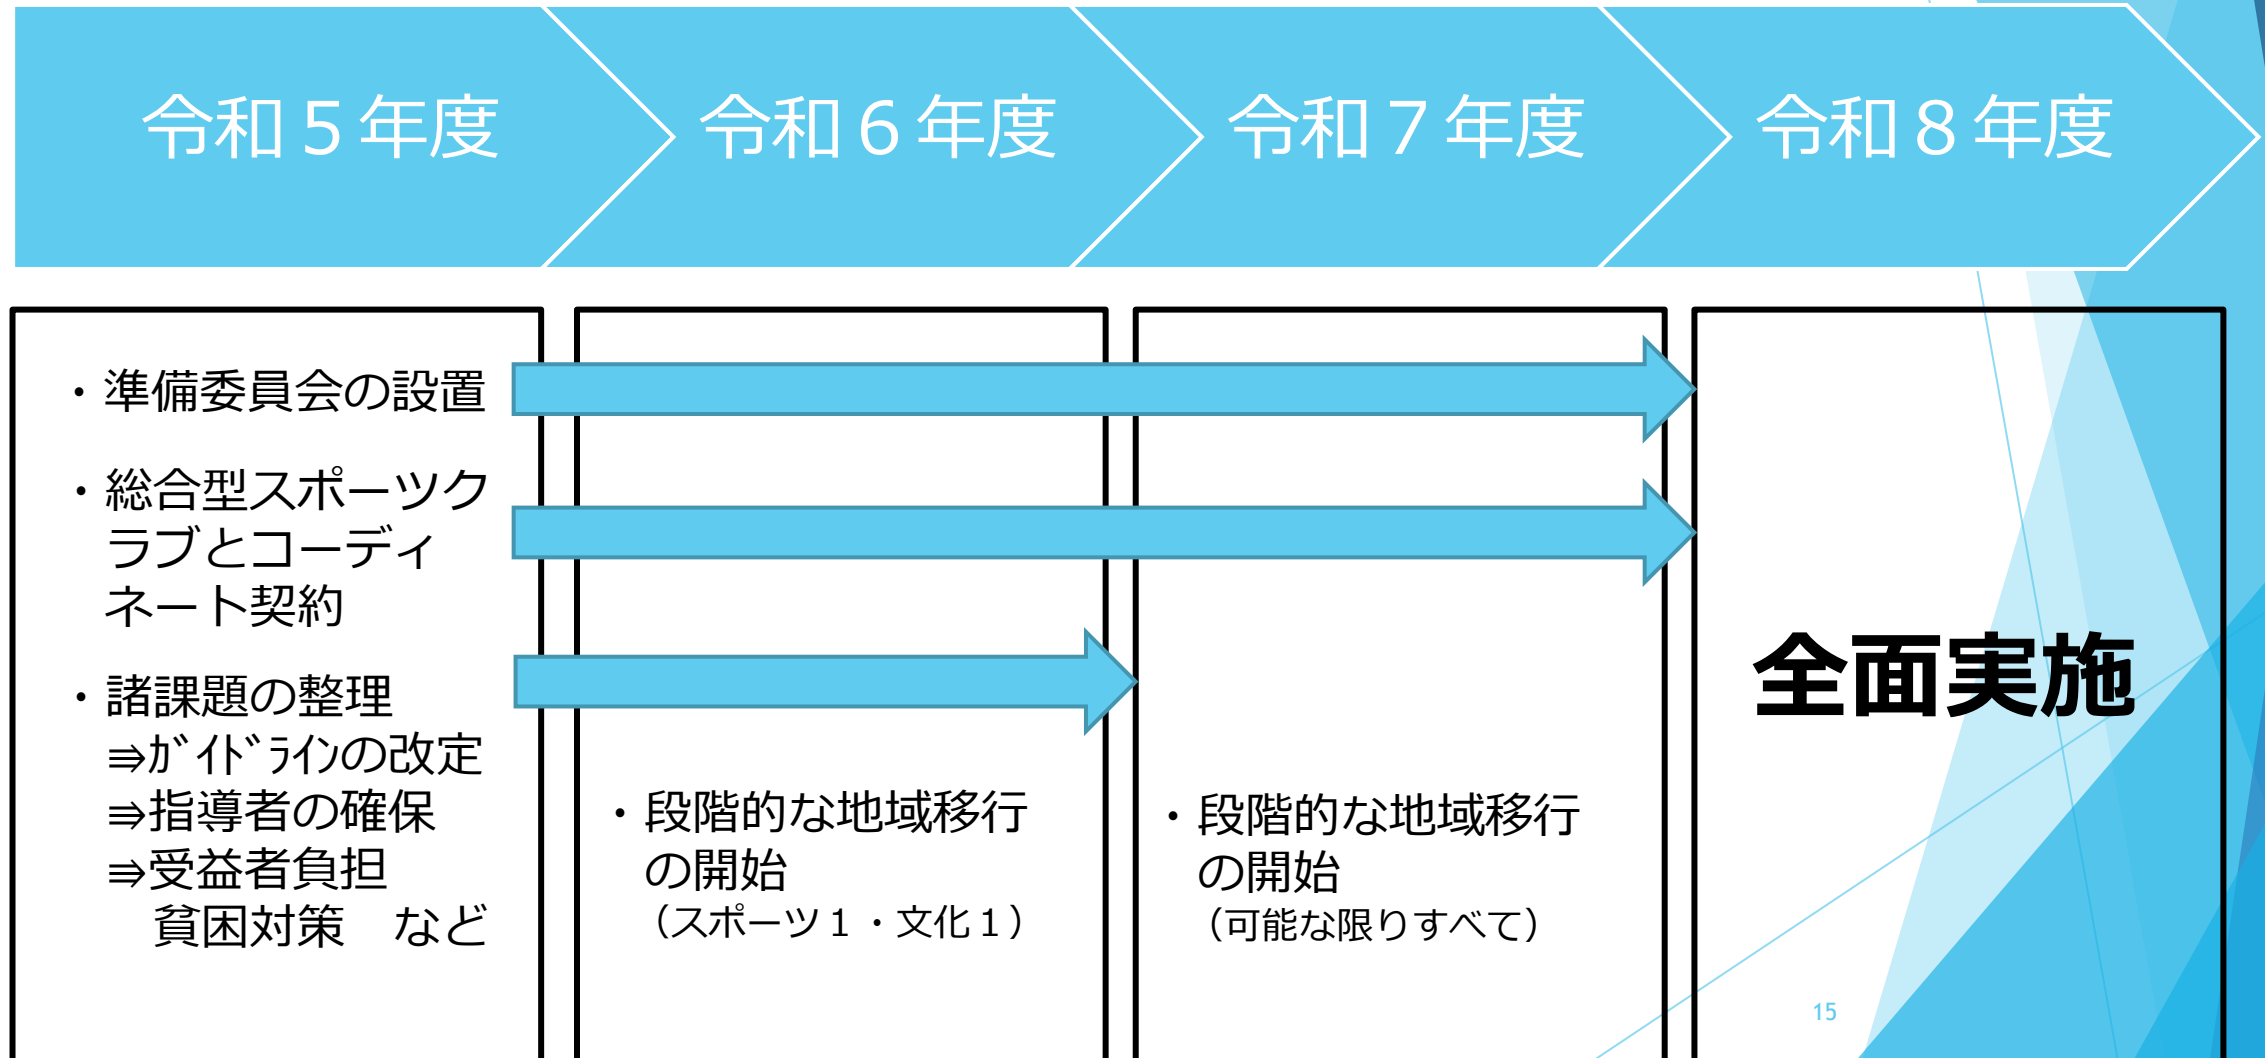 令和５年度
令和６年度
令和７年度
令和８年度
・準備委員会の設置
・総合型スポーツク
ラブとコーディ
ネート契約
・諸課題の整理
⇛ｶﾞｲﾄﾞﾗｲﾝの改定
⇛指導者の確保
⇛受益者負担
貧困対策　など
・段階的な地域移行
の開始
（スポーツ１・文化１）
・段階的な地域移行
の開始
（可能な限りすべて）
全面実施
15